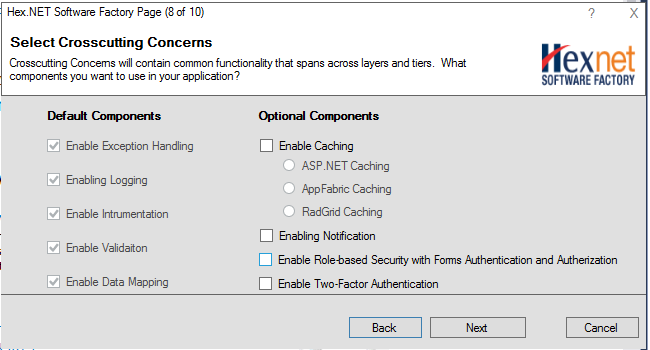 Hex.NET Software Factory Page (8 of 10)
? X
Select Crosscutting Concerns
Crosscutting Concerns will contain common functionality that spans across layers and tiers. What
components you want to use in your application?
Hexnet
SOFTWARE FACTORY
Default Components
Enable Exception Handling
Enabling Logging
Enable Intrumentation
Enable Validaiton
Enable Data Mapping
Optional Components
Enable Caching
ASP.NET Caching
AppFabric Caching
RadGrid Caching
Enabling Notification
Enable Role-based Security with Forms Authentication and Autherization
Enable Two-Factor Authentication
Back
Next
Cancel